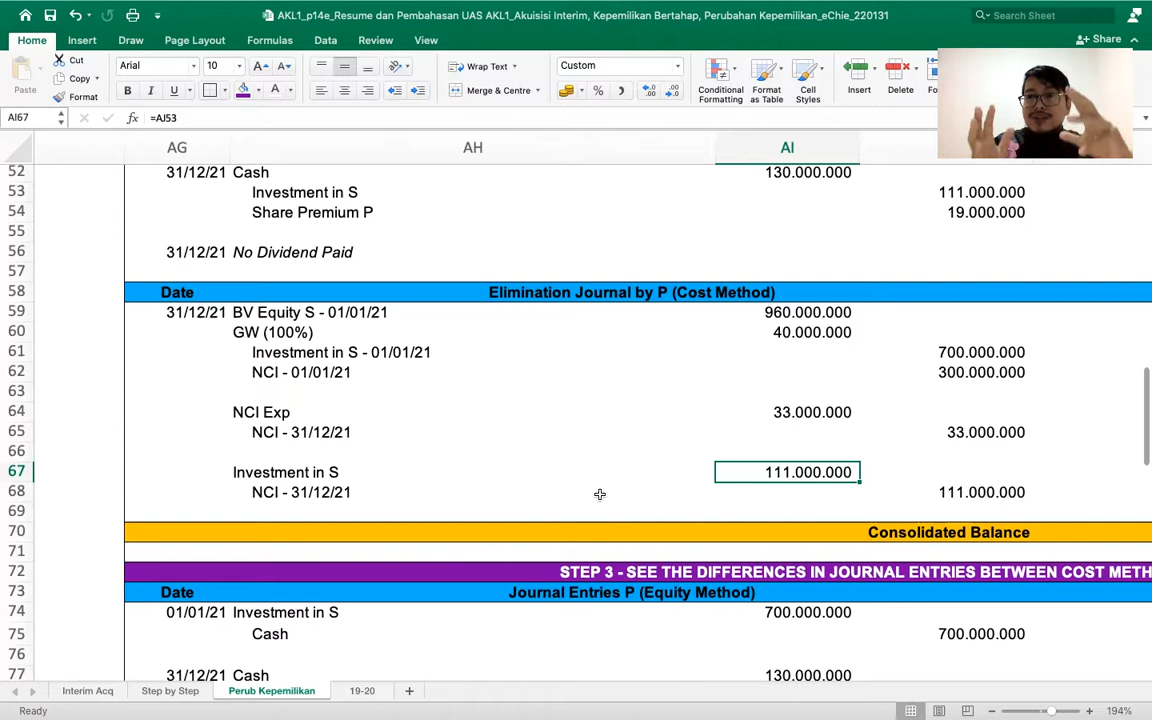 AKL1_p14e_Resume dan Pembahasan UAS AKL1_Akuisisi Interim, Kepemilikan Bertahap, Perubahan Kepemilikan_eChie_220131
Search Sheet
Home Insert Draw Page Layout Formulas Data Review View
Share
Paste
Cut
Copy
Format
Arial 10
A A
B I U A
Wrap Text
Merge & Centre
Custom
%
Conditional Formatting
Format as Table
Cell Styles
Insert
Delete
AI67 fx =AJ53
AG AH AI
52 31/12/21 Cash 130.000.000
53 Investment in S 111.000.000
54 Share Premium P 19.000.000
55
56 31/12/21 No Dividend Paid
57
58 Date Elimination Journal by P (Cost Method)
59 31/12/21 BV Equity S - 01/01/21 960.000.000
60 GW (100%) 40.000.000
61 Investment in S - 01/01/21 700.000.000
62 NCI - 01/01/21 300.000.000
63
64 NCI Exp 33.000.000
65 NCI - 31/12/21 33.000.000
66
67 Investment in S 111.000.000
68 NCI - 31/12/21 111.000.000
69
70 Consolidated Balance
71
72 STEP 3 - SEE THE DIFFERENCES IN JOURNAL ENTRIES BETWEEN COST METH
73 Date Journal Entries P (Equity Method)
74 01/01/21 Investment in S 700.000.000
75 Cash 700.000.000
76
77 31/12/21 Cash 130.000.000
Interim Acq Step by Step Perub Kepemilikan 19-20 +
Ready
194%